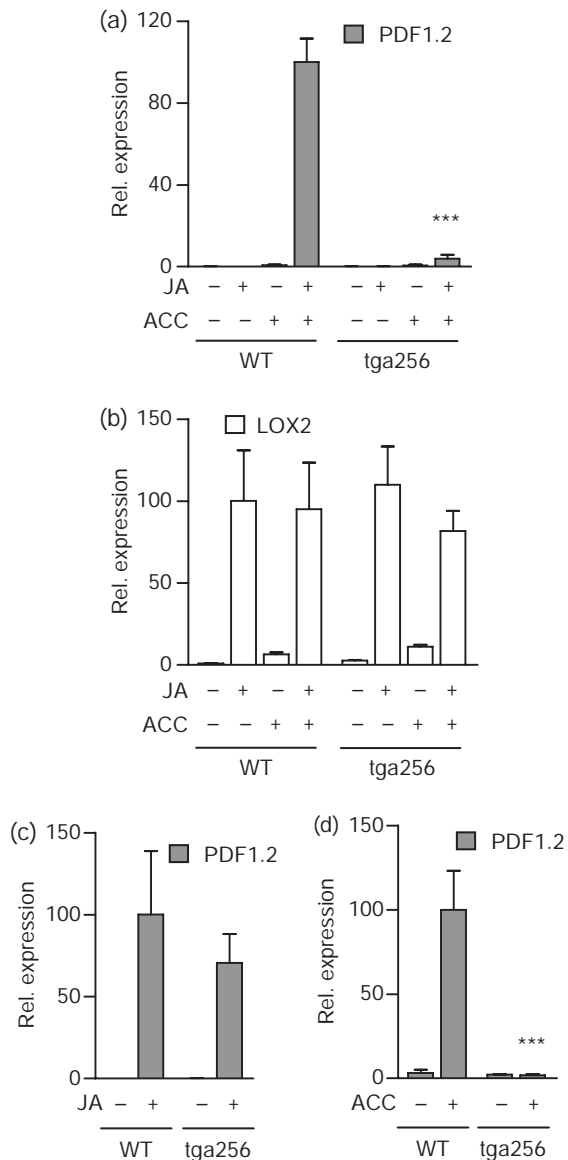 (a)
PDF1.2
Rel. expression
120
80
40
0
***
JA – + – + – + – +
ACC – – + + – – + +
WT tga256
(b)
LOX2
Rel. expression
150
100
50
0
JA – + – + – + – +
ACC – – + + – – + +
WT tga256
(c)
PDF1.2
Rel. expression
150
100
50
0
JA – + – +
WT tga256
(d)
PDF1.2
Rel. expression
150
100
50
0
***
ACC – + – +
WT tga256